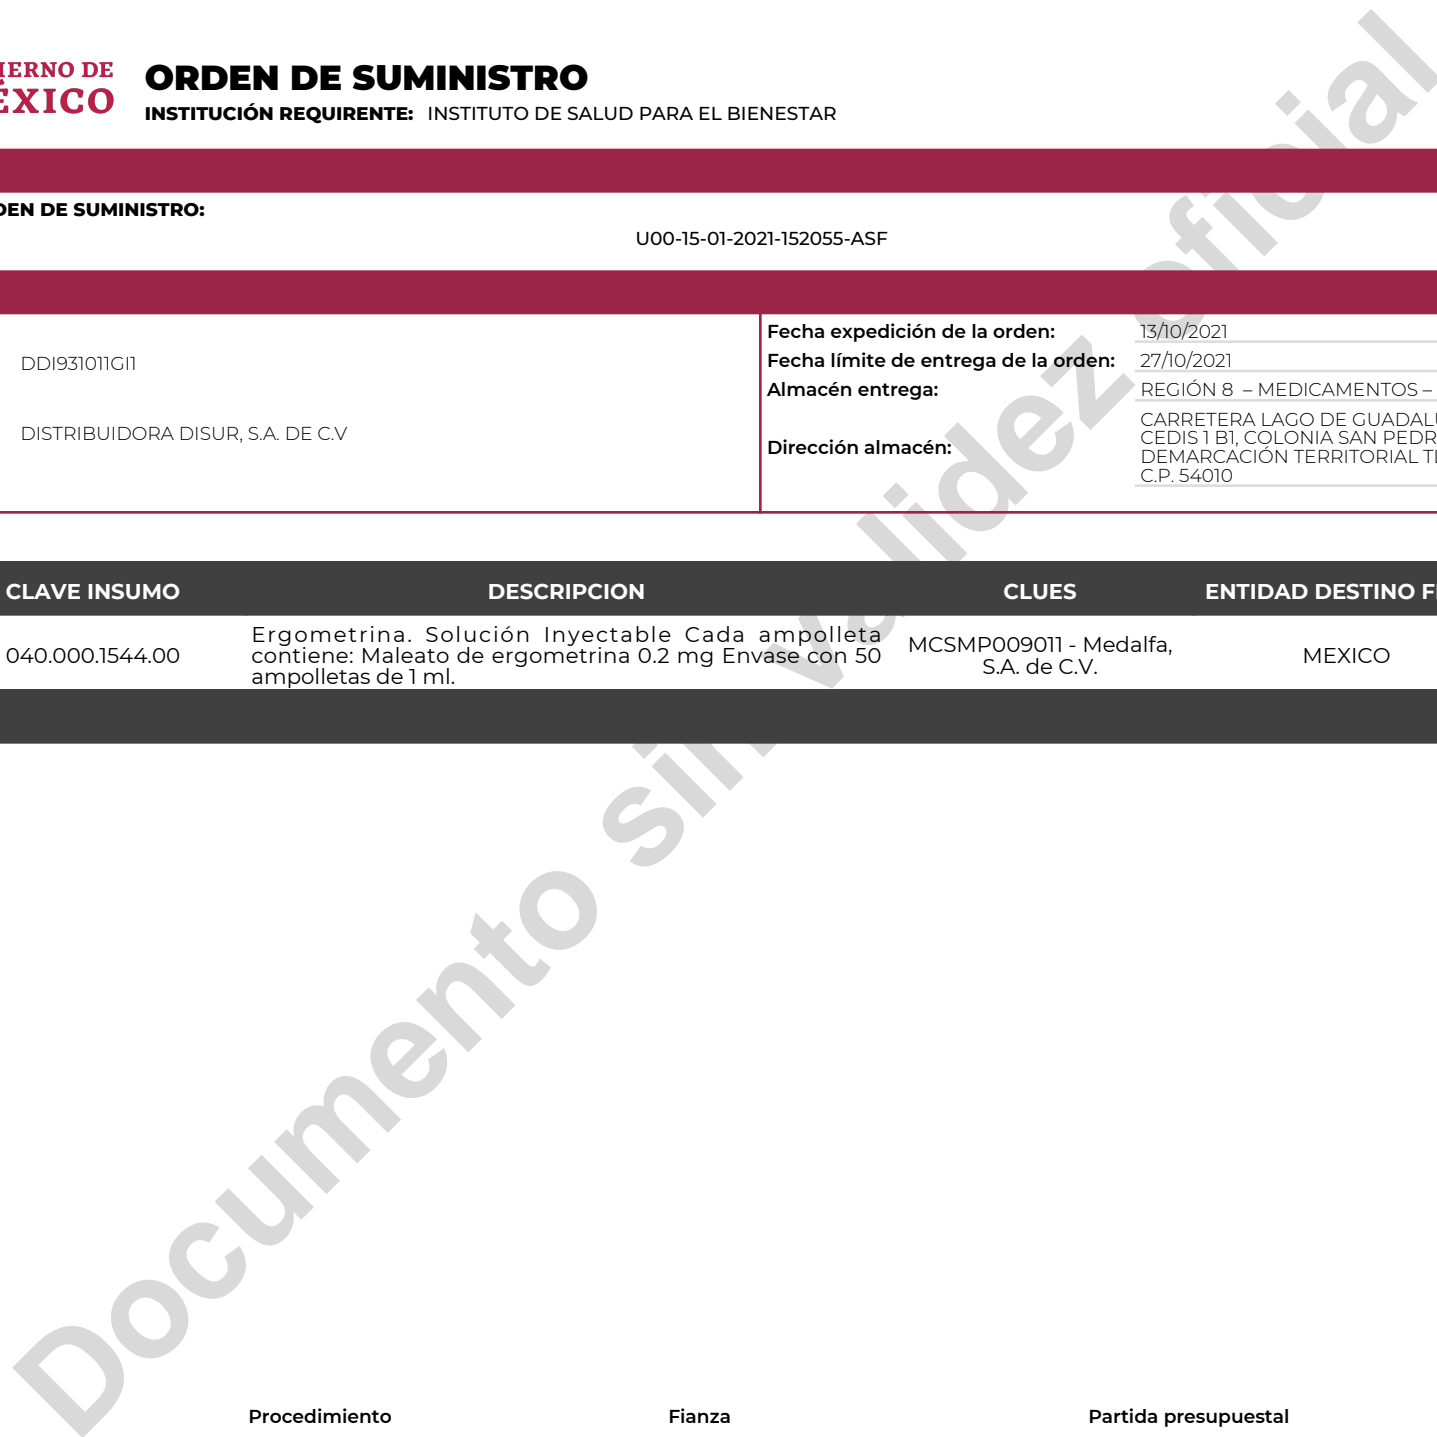 IERNO DE
ÉXICO
ORDEN DE SUMINISTRO
INSTITUCIÓN REQUIRENTE: INSTITUTO DE SALUD PARA EL BIENESTAR
DEN DE SUMINISTRO:
U00-15-01-2021-152055-ASF
DDI931011GI1
DISTRIBUIDORA DISUR, S.A. DE C.V
Fecha expedición de la orden: 13/10/2021
Fecha límite de entrega de la orden: 27/10/2021
Almacén entrega: REGIÓN 8 – MEDICAMENTOS –
Dirección almacén:
CARRETERA LAGO DE GUADALU
CEDIS 1 B1, COLONIA SAN PEDR
DEMARCACIÓN TERRITORIAL TL
C.P. 54010
CLAVE INSUMO DESCRIPCION CLUES ENTIDAD DESTINO FI
040.000.1544.00
Ergometrina. Solución Inyectable Cada ampolleta
contiene: Maleato de ergometrina 0.2 mg Envase con 50
ampolletas de 1 ml.
MCSMP009011 - Medalfa,
S.A. de C.V.
MEXICO
Documento sin validez oficial
Procedimiento Fianza Partida presupuestal